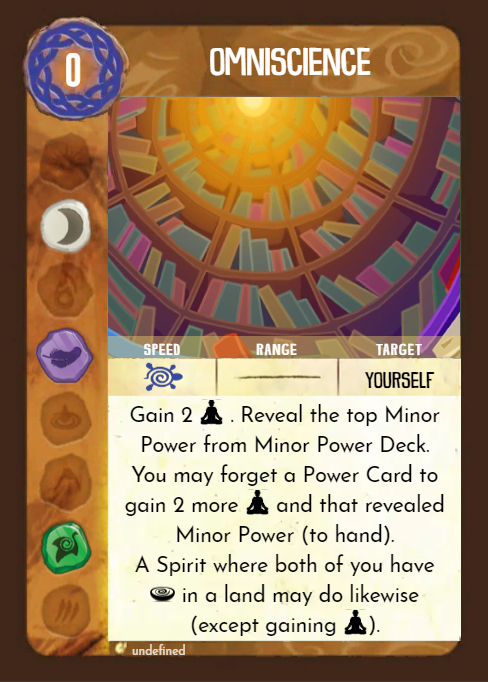 0
OMNISCIENCE
SPEED RANGE TARGET
YOURSELF
Gain 2 . Reveal the top Minor
Power from Minor Power Deck.
You may forget a Power Card to
gain 2 more and that revealed
Minor Power (to hand).
A Spirit where both of you have
in a land may do likewise
(except gaining ).
undefined